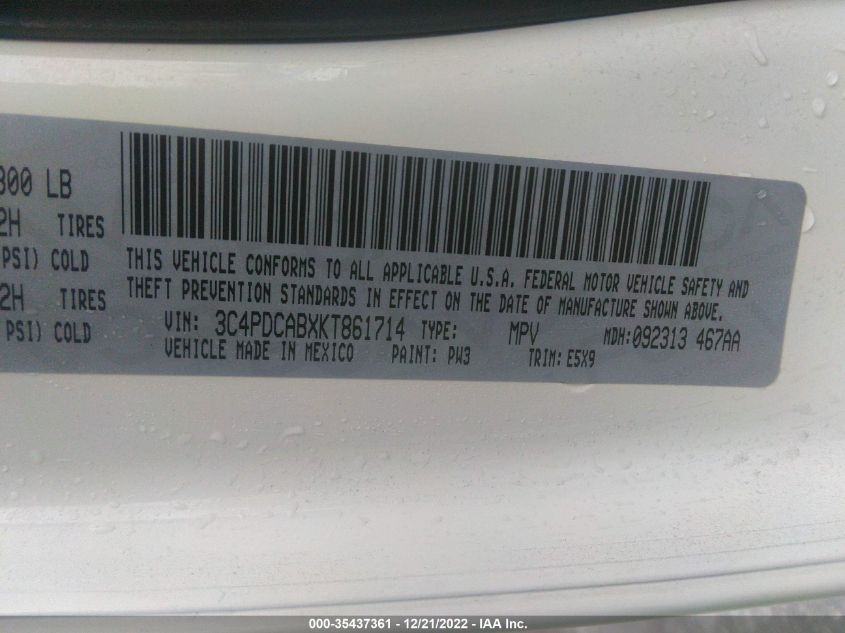 800 LB
2H TIRES
PSI) COLD
2H TIRES
PSI) COLD
THIS VEHICLE CONFORMS TO ALL APPLICABLE U.S.A. FEDERAL MOTOR VEHICLE SAFETY AND
THEFT PREVENTION STANDARDS IN EFFECT ON THE DATE OF MANUFACTURE SHOWN ABOVE.
VIN: 3C4PDCABXKT861714 TYPE: MPV MDH:092313 467AA
VEHICLE MADE IN MEXICO PAINT: PW3 TRIM: E5X9
000-35437361 - 12/21/2022 - IAA Inc.